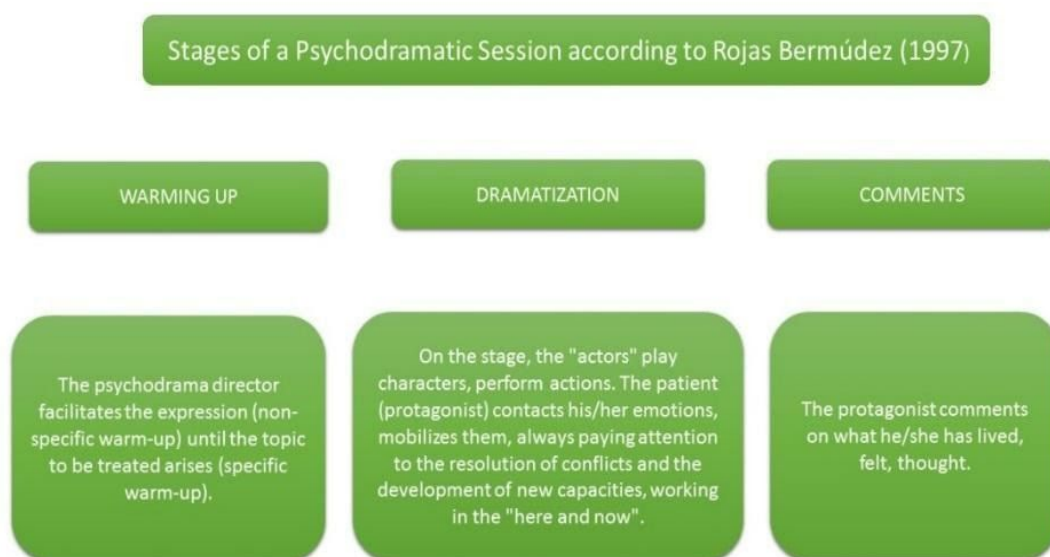 Stages of a Psychodramatic Session according to Rojas Bermúdez (1997)
WARMING UP
DRAMATIZATION
COMMENTS
The psychodrama director
facilitates the expression (non-
specific warm-up) until the topic
to be treated arises (specific
warm-up).
On the stage, the "actors" play
characters, perform actions. The patient
(protagonist) contacts his/her emotions,
mobilizes them, always paying attention
to the resolution of conflicts and the
development of new capacities, working
in the "here and now".
The protagonist comments
on what he/she has lived,
felt, thought.